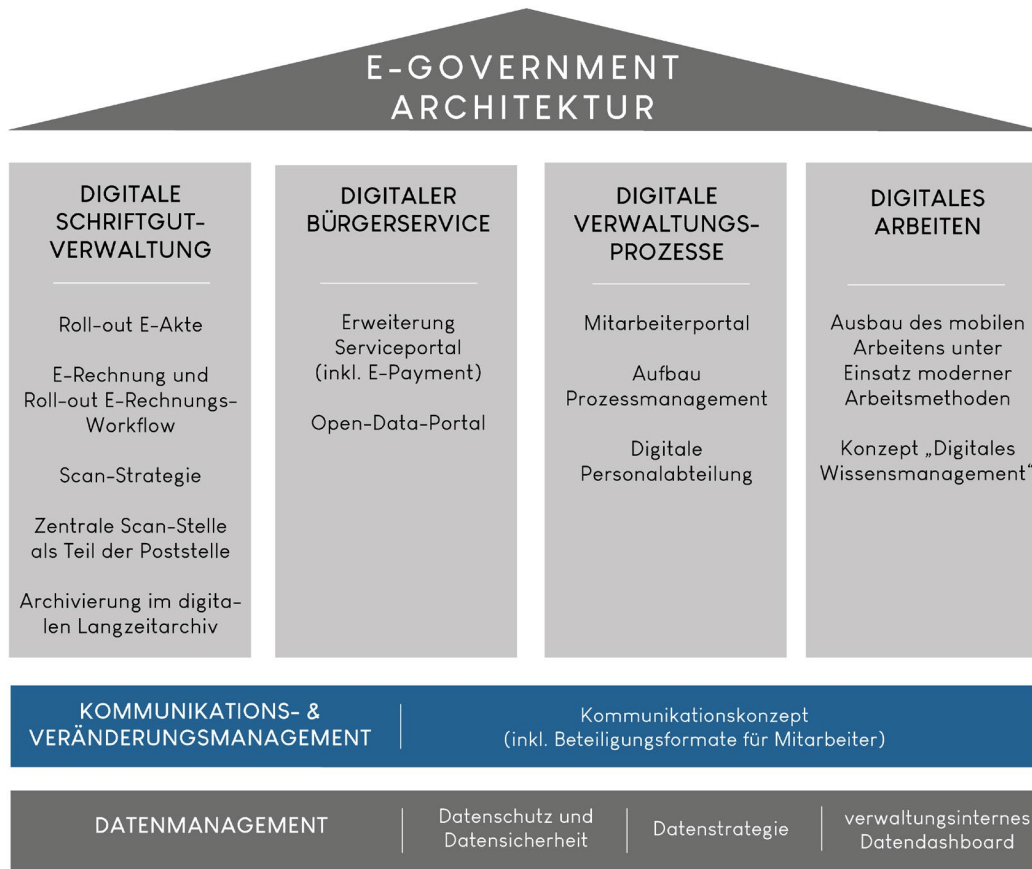 E-GOVERNMENT
ARCHITEKTUR
DIGITALE
SCHRIFTGUT-
VERWALTUNG
Roll-out E-Akte
E-Rechnung und
Roll-out E-Rechnungs-
Workflow
Scan-Strategie
Zentrale Scan-Stelle
als Teil der Poststelle
Archivierung im digita-
len Langzeitarchiv
DIGITALER
BÜRGERSERVICE
Erweiterung
Serviceportal
(inkl. E-Payment)
Open-Data-Portal
DIGITALE
VERWALTUNGS-
PROZESSE
Mitarbeiterportal
Aufbau
Prozessmanagement
Digitale
Personalabteilung
DIGITALES
ARBEITEN
Ausbau des mobilen
Arbeitens unter
Einsatz moderner
Arbeitsmethoden
Konzept „Digitales
Wissensmanagement“
KOMMUNIKATIONS- &
VERÄNDERUNGSMANAGEMENT
Kommunikationskonzept
(inkl. Beteiligungsformate für Mitarbeiter)
DATENMANAGEMENT
Datenschutz und
Datensicherheit
Datenstrategie
verwaltungsinternes
Datendashboard